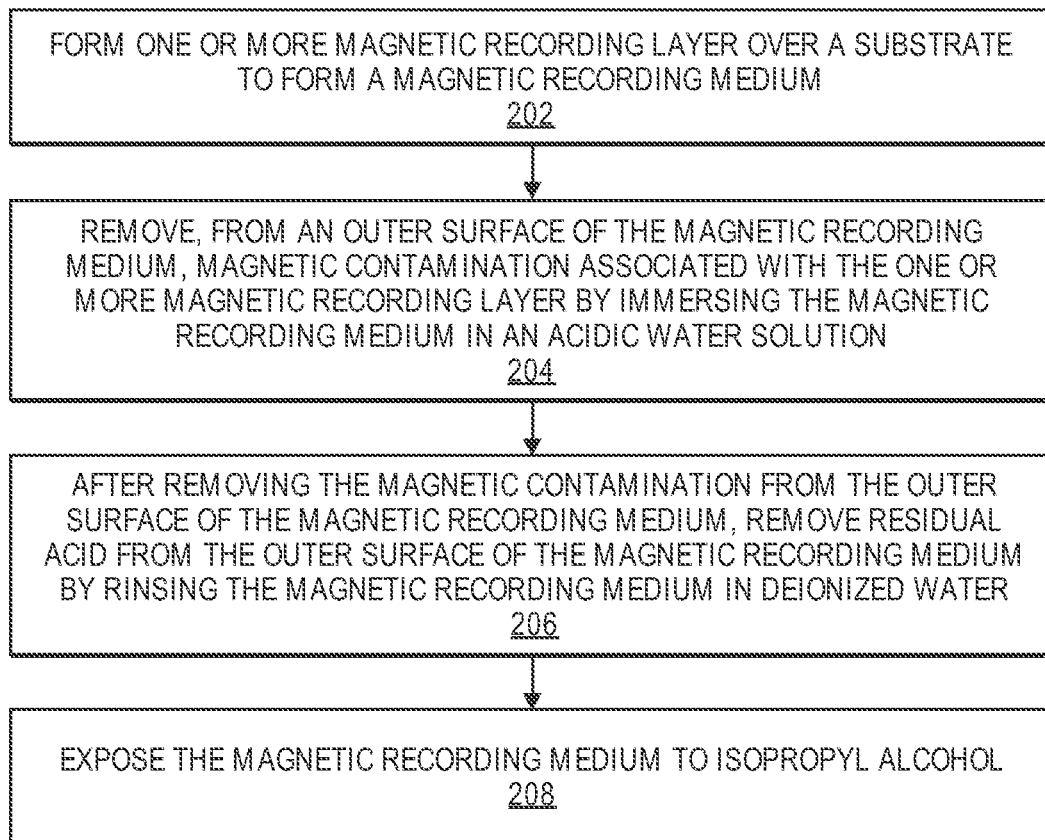 FORM ONE OR MORE MAGNETIC RECORDING LAYER OVER A SUBSTRATE
TO FORM A MAGNETIC RECORDING MEDIUM
202
REMOVE, FROM AN OUTER SURFACE OF THE MAGNETIC RECORDING
MEDIUM, MAGNETIC CONTAMINATION ASSOCIATED WITH THE ONE OR
MORE MAGNETIC RECORDING LAYER BY IMMERSING THE MAGNETIC
RECORDING MEDIUM IN AN ACIDIC WATER SOLUTION
204
AFTER REMOVING THE MAGNETIC CONTAMINATION FROM THE OUTER
SURFACE OF THE MAGNETIC RECORDING MEDIUM, REMOVE RESIDUAL
ACID FROM THE OUTER SURFACE OF THE MAGNETIC RECORDING MEDIUM
BY RINSING THE MAGNETIC RECORDING MEDIUM IN DEIONIZED WATER
206
EXPOSE THE MAGNETIC RECORDING MEDIUM TO ISOPROPYL ALCOHOL
208